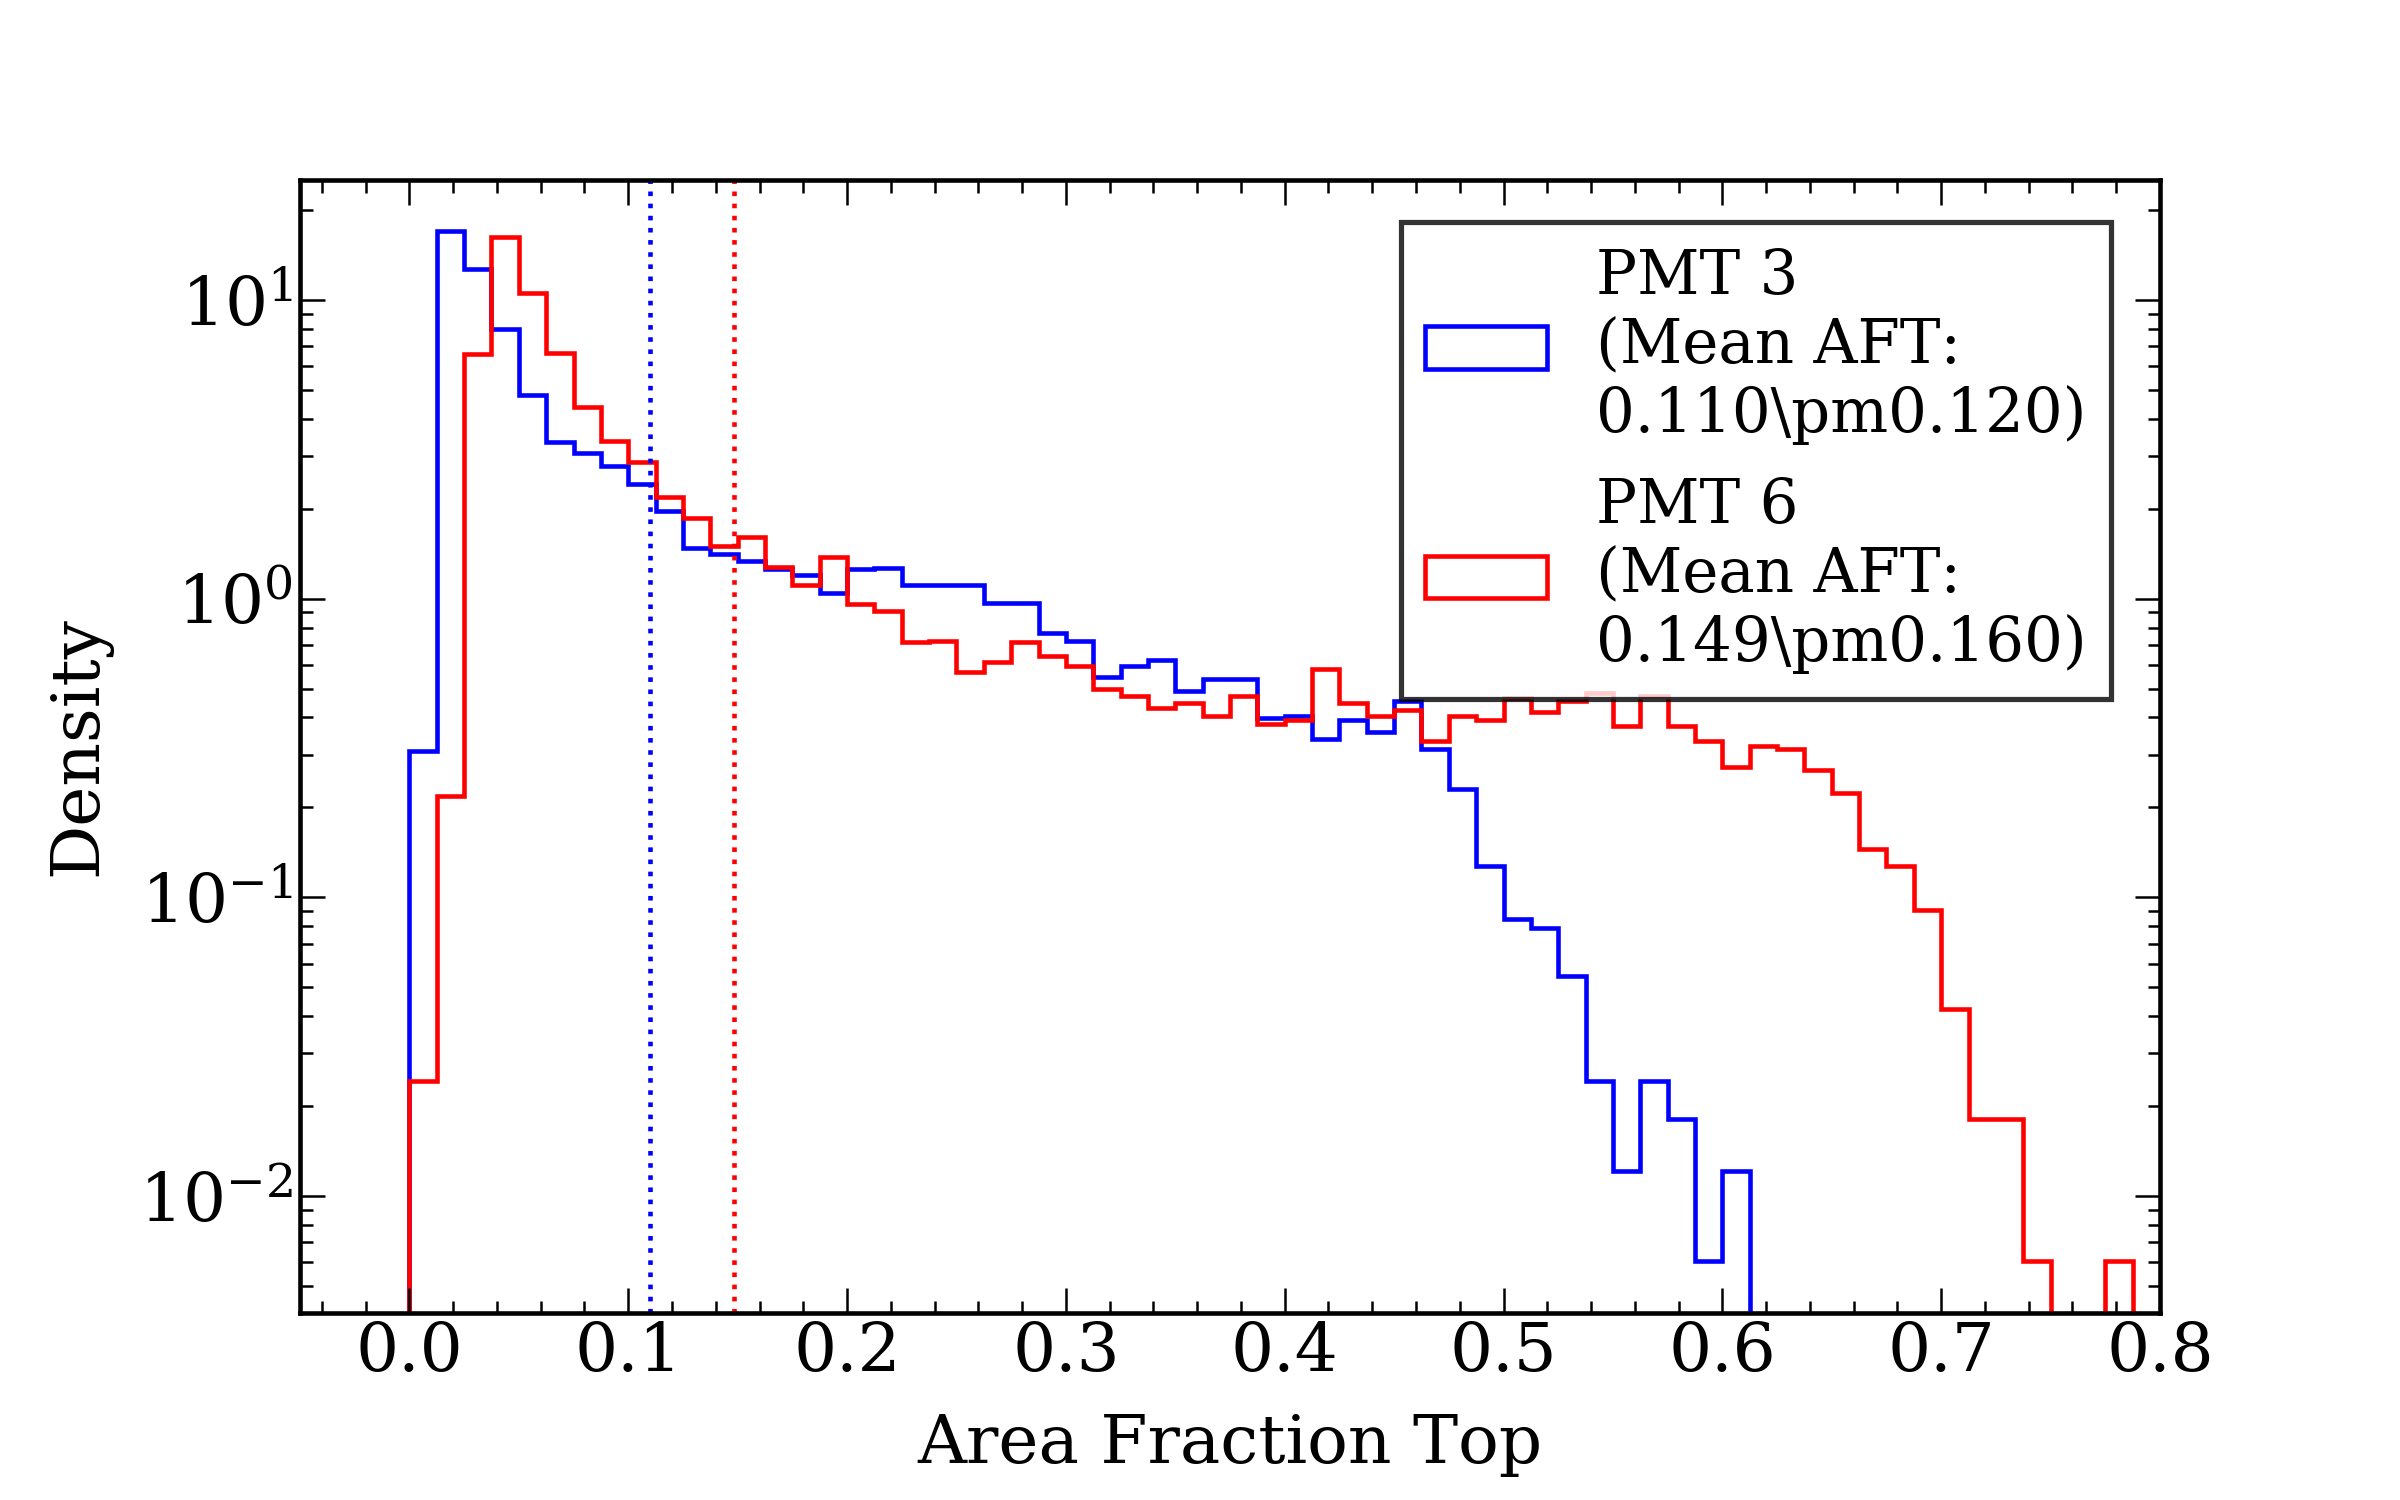 PMT 3
(Mean AFT:
0.110\pm0.120)
PMT 6
(Mean AFT:
0.149\pm0.160)
10¹
10⁰
10⁻¹
10⁻²
Density
0.0 0.1 0.2 0.3 0.4 0.5 0.6 0.7 0.8
Area Fraction Top